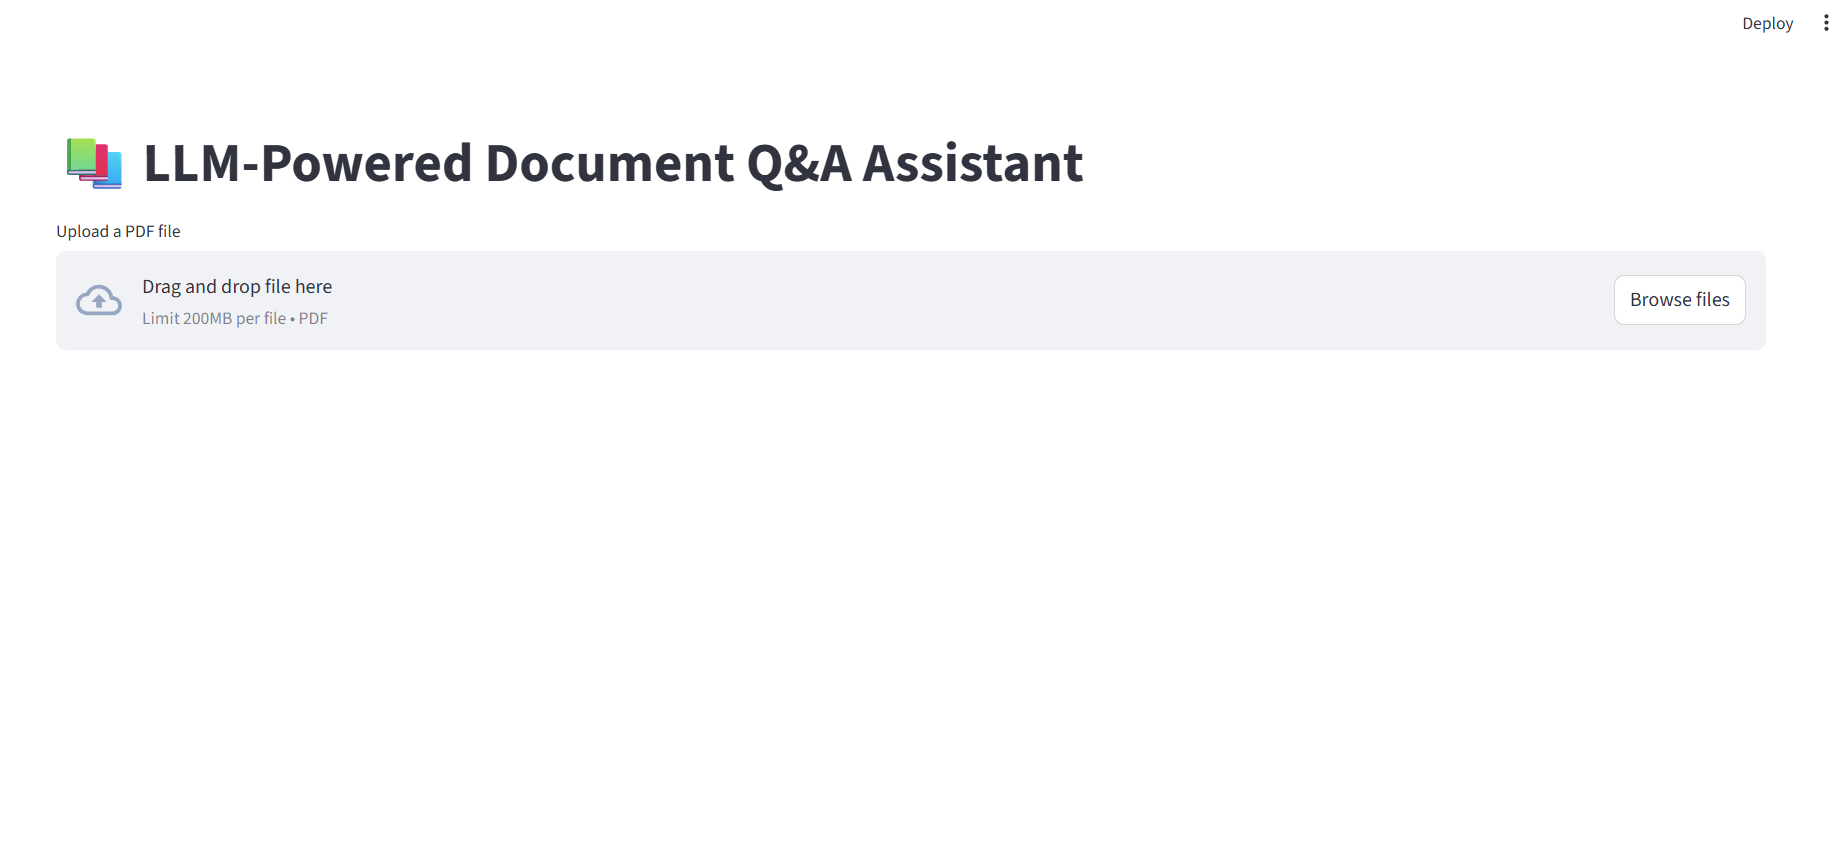 Deploy
LLM-Powered Document Q&A Assistant
Upload a PDF file
Drag and drop file here
Limit 200MB per file • PDF
Browse files